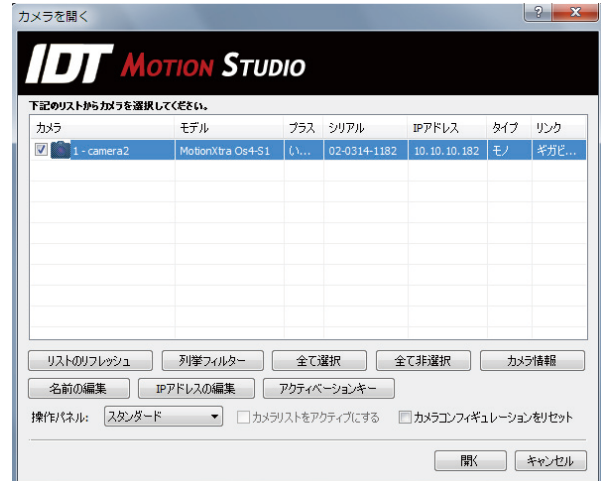 カメラを開く
IDT MOTION STUDIO
下記のリストからカメラを選択してください。
カメラ モデル プラス シリアル IPアドレス タイプ リンク
1 - camera2 MotionXtra Os4-S1 い... 02-0314-1182 10.10.10.182 モノ ギガビ...
リストのリフレッシュ 列挙フィルター 全て選択 全て非選択 カメラ情報
名前の編集 IPアドレスの編集 アクティベーションキー
操作パネル: スタンダード カメラリストをアクティブにする カメラコンフィギュレーションをリセット
開く キャンセル